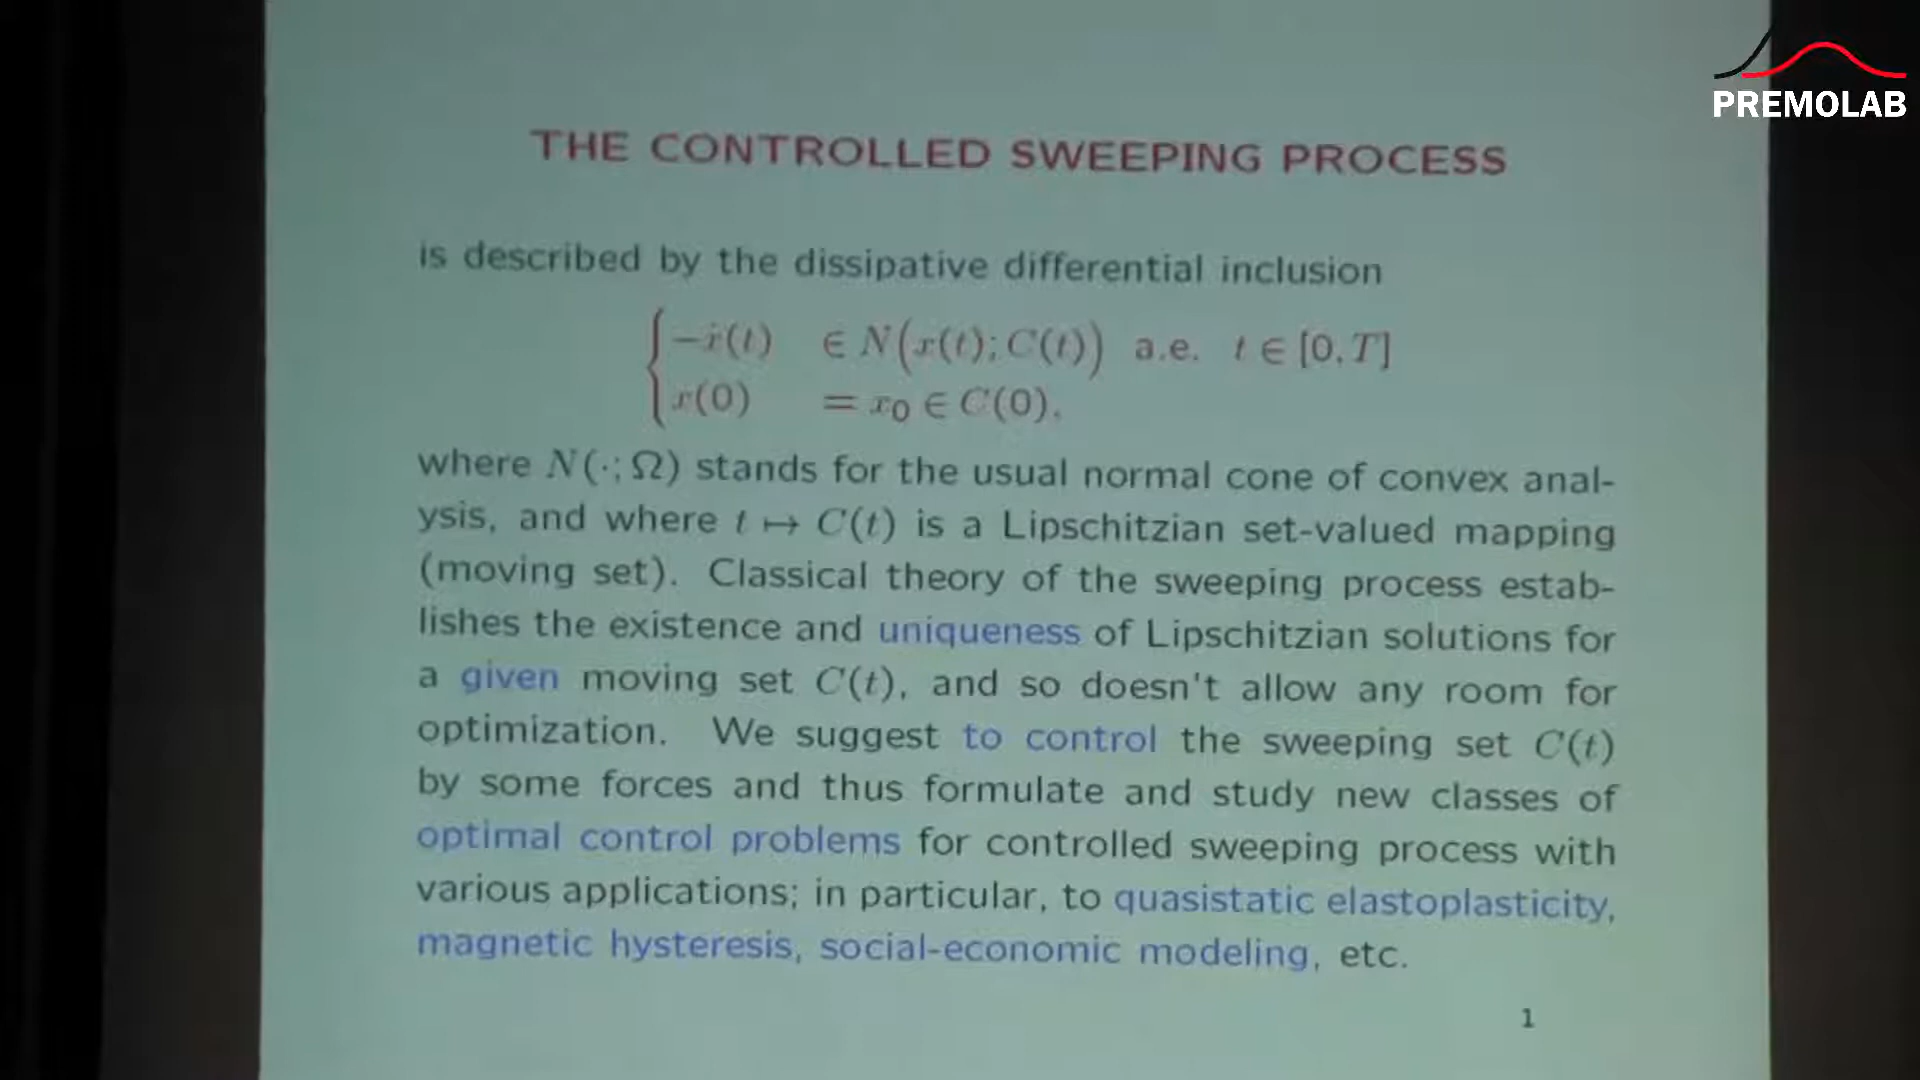 PREMOLAB
THE CONTROLLED SWEEPING PROCESS
is described by the dissipative differential inclusion
−ẋ(t) ∈ N(x(t); C(t)) a.e. t ∈ [0, T]
x(0) = x₀ ∈ C(0),
where N(·; Ω) stands for the usual normal cone of convex anal-
ysis, and where t ↦ C(t) is a Lipschitzian set-valued mapping
(moving set). Classical theory of the sweeping process estab-
lishes the existence and uniqueness of Lipschitzian solutions for
a given moving set C(t), and so doesn't allow any room for
optimization. We suggest to control the sweeping set C(t)
by some forces and thus formulate and study new classes of
optimal control problems for controlled sweeping process with
various applications; in particular, to quasistatic elastoplasticity,
magnetic hysteresis, social-economic modeling, etc.
1